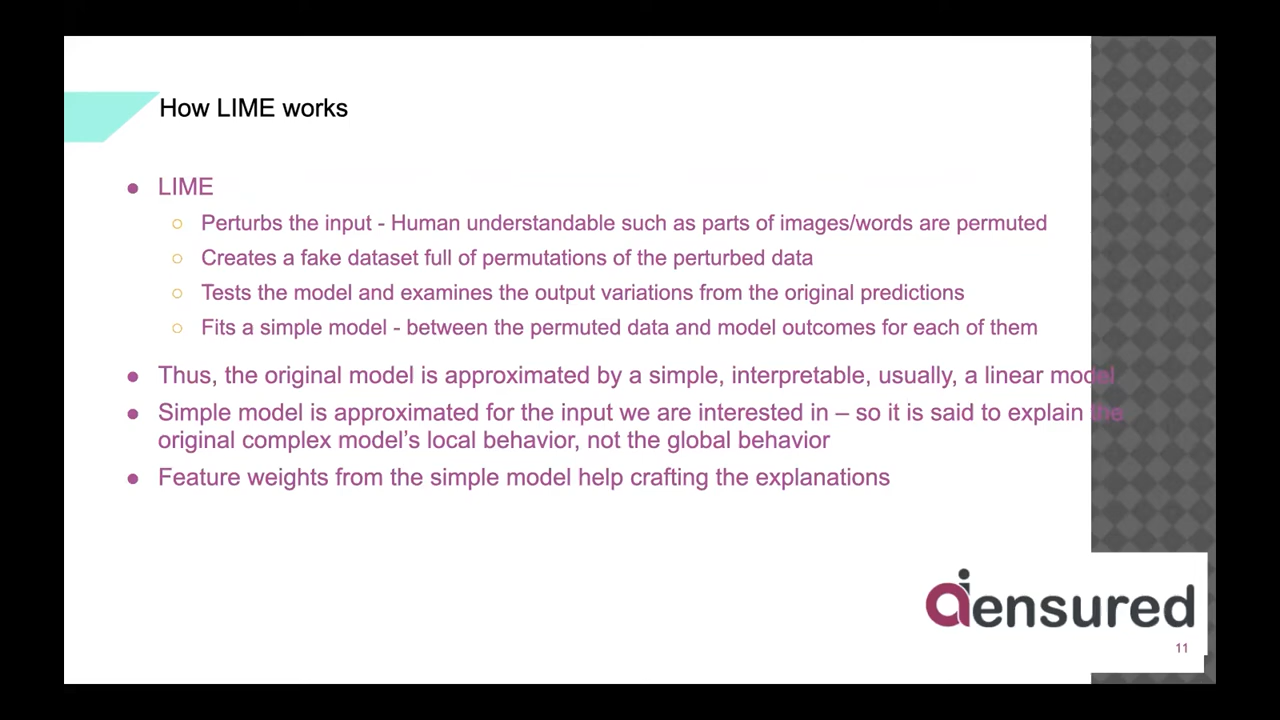 How LIME works
● LIME
○ Perturbs the input - Human understandable such as parts of images/words are permuted
○ Creates a fake dataset full of permutations of the perturbed data
○ Tests the model and examines the output variations from the original predictions
○ Fits a simple model - between the permuted data and model outcomes for each of them
● Thus, the original model is approximated by a simple, interpretable, usually, a linear model
● Simple model is approximated for the input we are interested in – so it is said to explain the
original complex model's local behavior, not the global behavior
● Feature weights from the simple model help crafting the explanations
aiensured
11